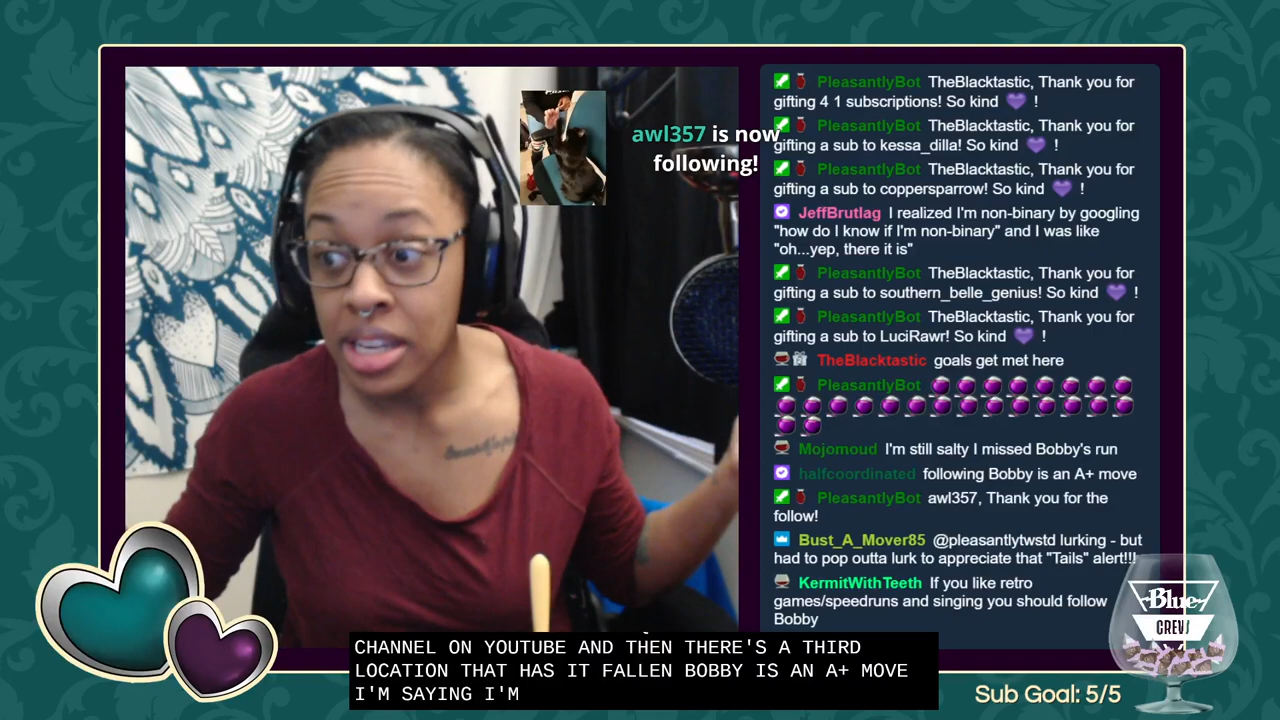 awl357 is now
following!
PleasantlyBot TheBlacktastic, Thank you for
gifting 4 1 subscriptions! So kind !
PleasantlyBot TheBlacktastic, Thank you for
gifting a sub to kessa_dilla! So kind !
PleasantlyBot TheBlacktastic, Thank you for
gifting a sub to coppersparrow! So kind !
JeffBrutlag I realized I'm non-binary by googling
"how do I know if I'm non-binary" and I was like
"oh...yep, there it is"
PleasantlyBot TheBlacktastic, Thank you for
gifting a sub to southern_belle_genius! So kind !
PleasantlyBot TheBlacktastic, Thank you for
gifting a sub to LuciRawr! So kind !
TheBlacktastic goals get met here
PleasantlyBot
Mojomoud I'm still salty I missed Bobby's run
halfcoordinated following Bobby is an A+ move
PleasantlyBot awl357, Thank you for the
follow!
Bust_A_Mover85 @pleasantlytwstd lurking - but
had to pop outta lurk to appreciate that "Tails" alert!!!
KermitWithTeeth If you like retro
games/speedruns and singing you should follow
Bobby
Blue
CREW
CHANNEL ON YOUTUBE AND THEN THERE'S A THIRD
LOCATION THAT HAS IT FALLEN BOBBY IS AN A+ MOVE
I'M SAYING I'M
Sub Goal: 5/5